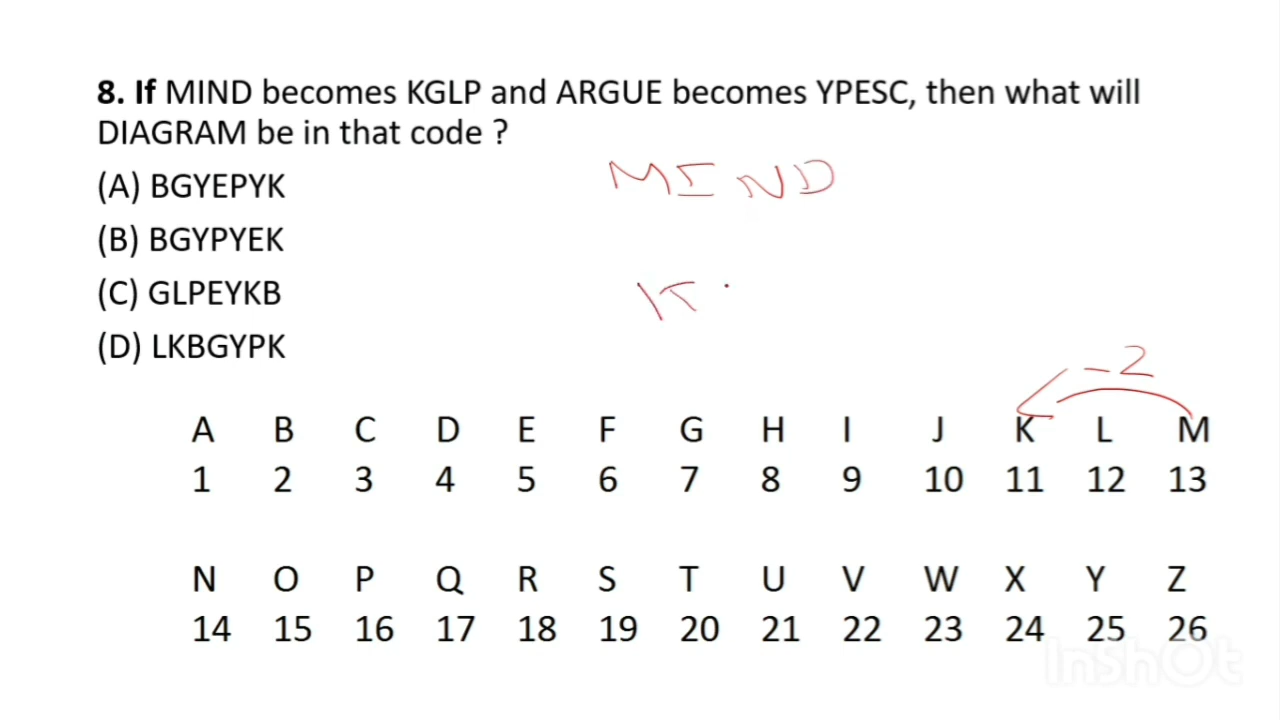 8. If MIND becomes KGLP and ARGUE becomes YPESC, then what will
DIAGRAM be in that code ?
(A) BGYEPYK
MIND
(B) BGYPYEK
(C) GLPEYKB
K
(D) LKBGYPK
-2
A B C D E F G H I J K L M
1 2 3 4 5 6 7 8 9 10 11 12 13
N O P Q R S T U V W X Y Z
14 15 16 17 18 19 20 21 22 23 24 25 26
InShOt